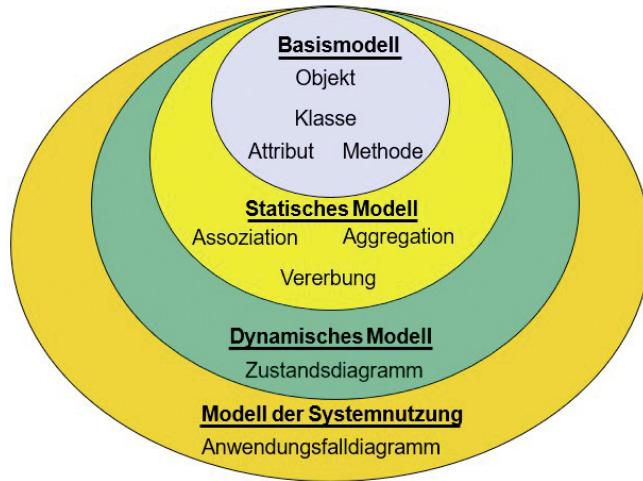 Basismodell
Objekt
Klasse
Attribut Methode
Statisches Modell
Assoziation Aggregation
Vererbung
Dynamisches Modell
Zustandsdiagramm
Modell der Systemnutzung
Anwendungsfalldiagramm